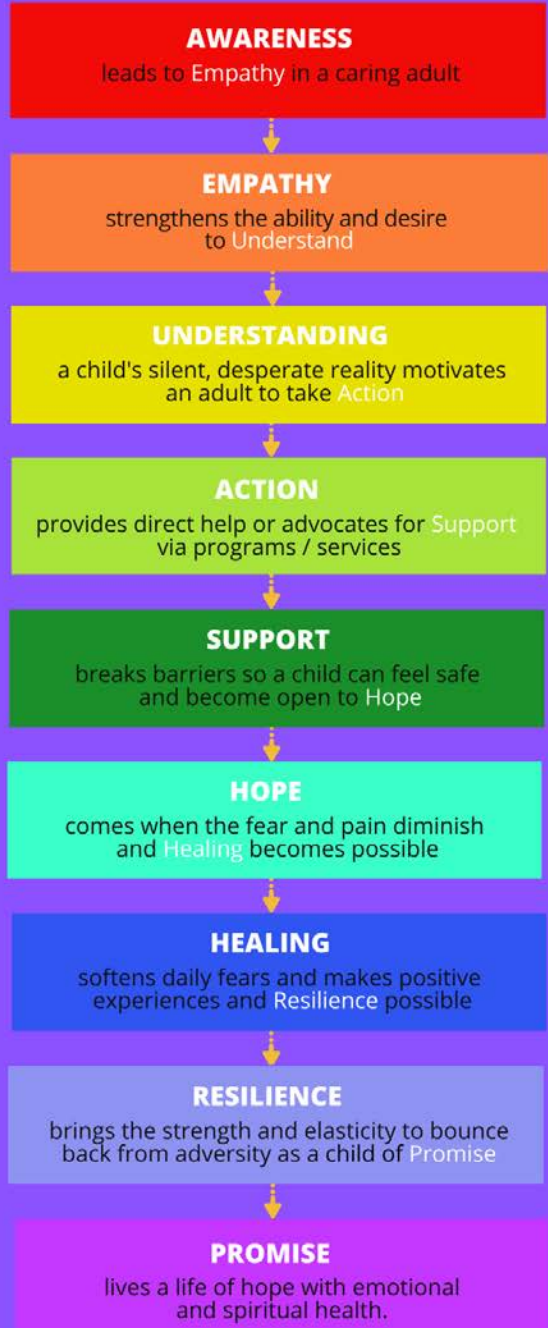 AWARENESS
leads to Empathy in a caring adult
EMPATHY
strengthens the ability and desire
to Understand
UNDERSTANDING
a child's silent, desperate reality motivates
an adult to take Action
ACTION
provides direct help or advocates for Support
via programs / services
SUPPORT
breaks barriers so a child can feel safe
and become open to Hope
HOPE
comes when the fear and pain diminish
and Healing becomes possible
HEALING
softens daily fears and makes positive
experiences and Resilience possible
RESILIENCE
brings the strength and elasticity to bounce
back from adversity as a child of Promise
PROMISE
lives a life of hope with emotional
and spiritual health.